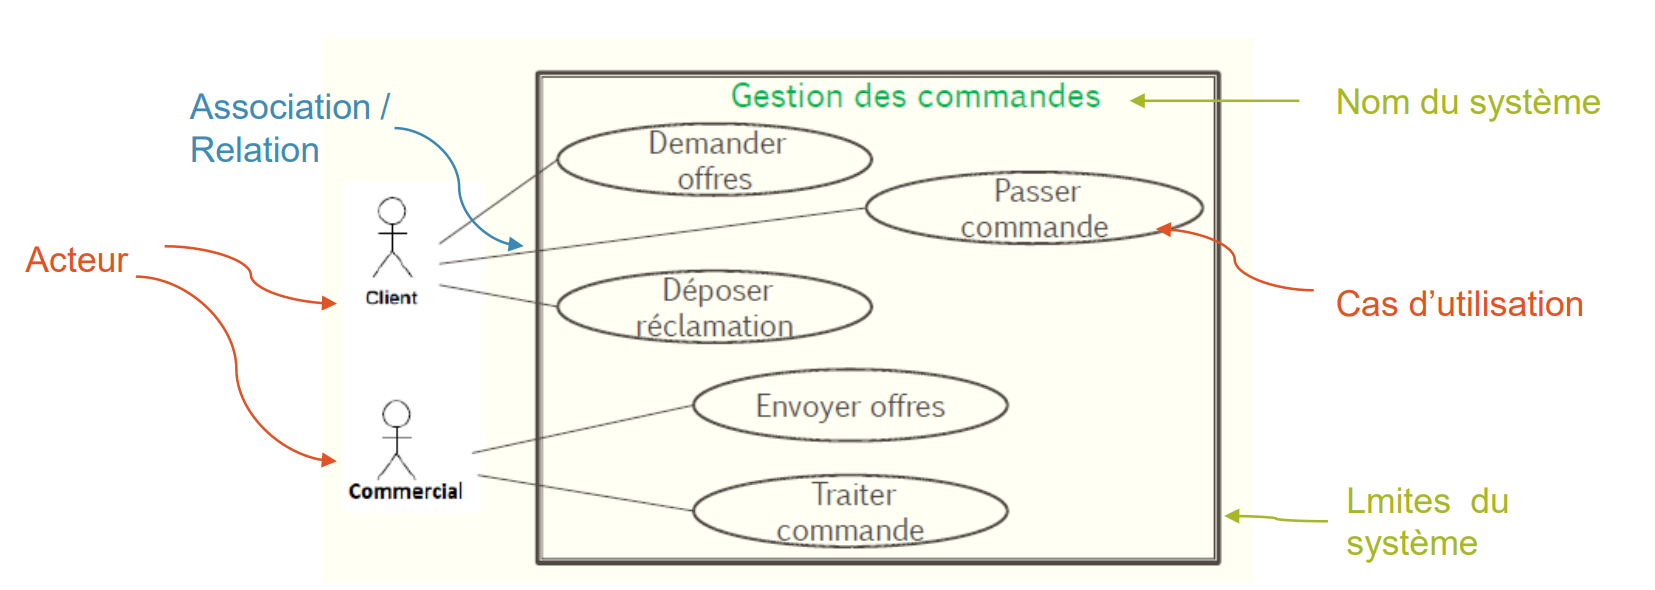 Gestion des commandes
Nom du système
Association /
Relation
Demander
offres
Passer
commande
Acteur
Client
Déposer
réclamation
Cas d’utilisation
Envoyer offres
Commercial
Traiter
commande
Lmites du
système